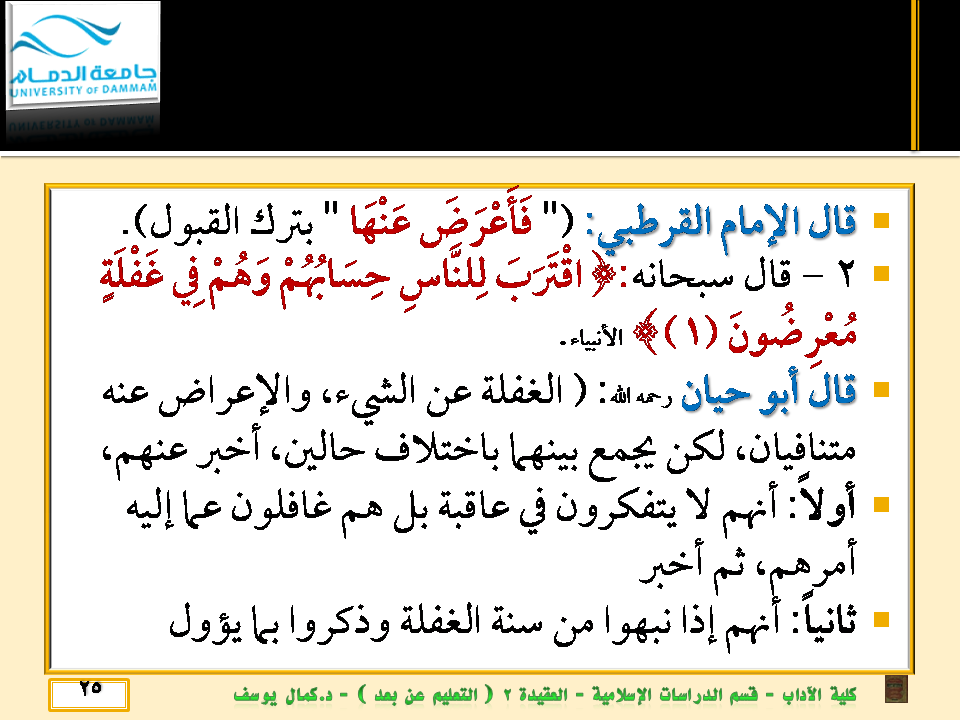 جامعة الدمـام
UNIVERSITY OF DAMMAM
قال الإمام القرطبي: (" فَأَعْرَضَ عَنْهَا " بترك القبول).
٢ – قال سبحانه:﴿ اقْتَرَبَ لِلنَّاسِ حِسَابُهُمْ وَهُمْ فِي غَفْلَةٍ
مُعْرِضُونَ (١)﴾ الأنبياء.
قال أبو حيان رحمه الله: ( الغفلة عن الشيء، والإعراض عنه
متنافيان، لكن يجمع بينهما باختلاف حالين، أخبر عنهم،
أولاً: أنهم لا يتفكرون في عاقبة بل هم غافلون عما إليه
أمرهم، ثم أخبر
ثانياً: أنهم إذا نبهوا من سنة الغفلة وذكروا بما يؤول
كلية الآداب - قسم الدراسات الإسلامية - العقيدة ٢ ( التعليم عن بعد ) - د.كمال يوسف
٢٥